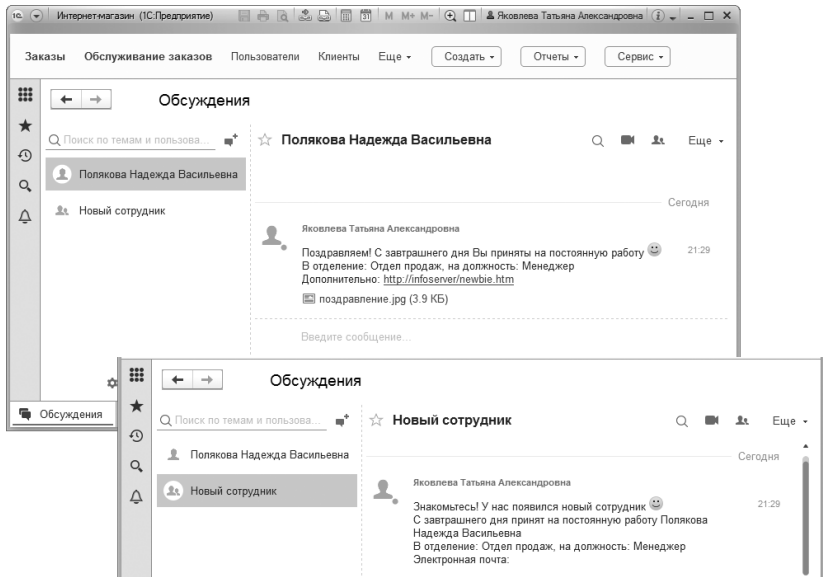 Интернет-магазин (1С:Предприятие)
M M+ M-
Яковлева Татьяна Александровна
Заказы Обслуживание заказов Пользователи Клиенты Еще Создать Отчеты Сервис
Обсуждения
Поиск по темам и пользова...
Полякова Надежда Васильевна
Еще
Полякова Надежда Васильевна
Новый сотрудник
Сегодня
Яковлева Татьяна Александровна
Поздравляем! С завтрашнего дня Вы приняты на постоянную работу
21:29
В отделение: Отдел продаж, на должность: Менеджер
Дополнительно: http://infoserver/newbie.htm
поздравление.jpg (3.9 КБ)
Введите сообщение...
Обсуждения
Обсуждения
Поиск по темам и пользова...
Новый сотрудник
Еще
Полякова Надежда Васильевна
Новый сотрудник
Сегодня
Яковлева Татьяна Александровна
Знакомьтесь! У нас появился новый сотрудник
21:29
С завтрашнего дня принят на постоянную работу Полякова
Надежда Васильевна
В отделение: Отдел продаж, на должность: Менеджер
Электронная почта: